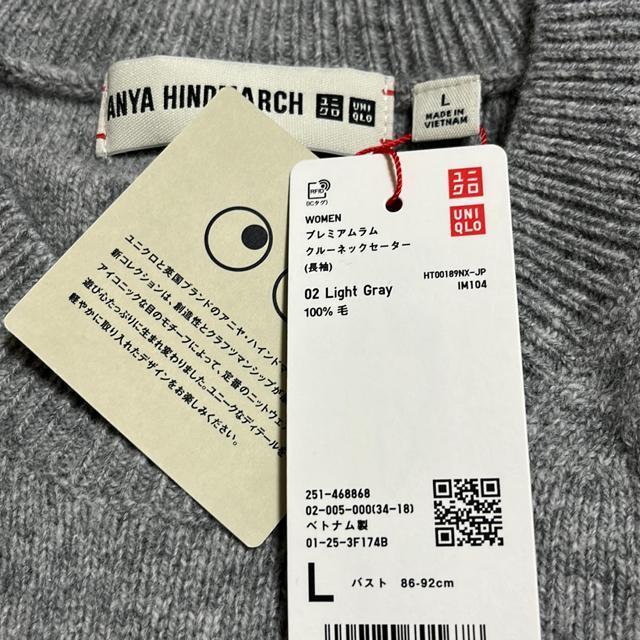 ANYA HINDMARCH ユニクロ UNIQLO
L
MADE IN
VIETNAM
ユニクロと英国ブランドのアニヤ・ハインドマ
新コレクションは、創造性とクラフツマンシップが
アイコニックな目のモチーフによって、定番のニットウェ
遊び心たっぷりに生まれ変わりました。ユニークなディテールを
軽やかに取り入れたデザインをお楽しみください。
RFID
(ICタグ)
ユニクロ
UNIQLO
WOMEN
プレミアムラム
クルーネックセーター
(長袖)
HT00189NX-JP
02 Light Gray
IM104
100% 毛
251-468868
02-005-000(34-18)
ベトナム製
01-25-3F174B
L バスト 86-92cm